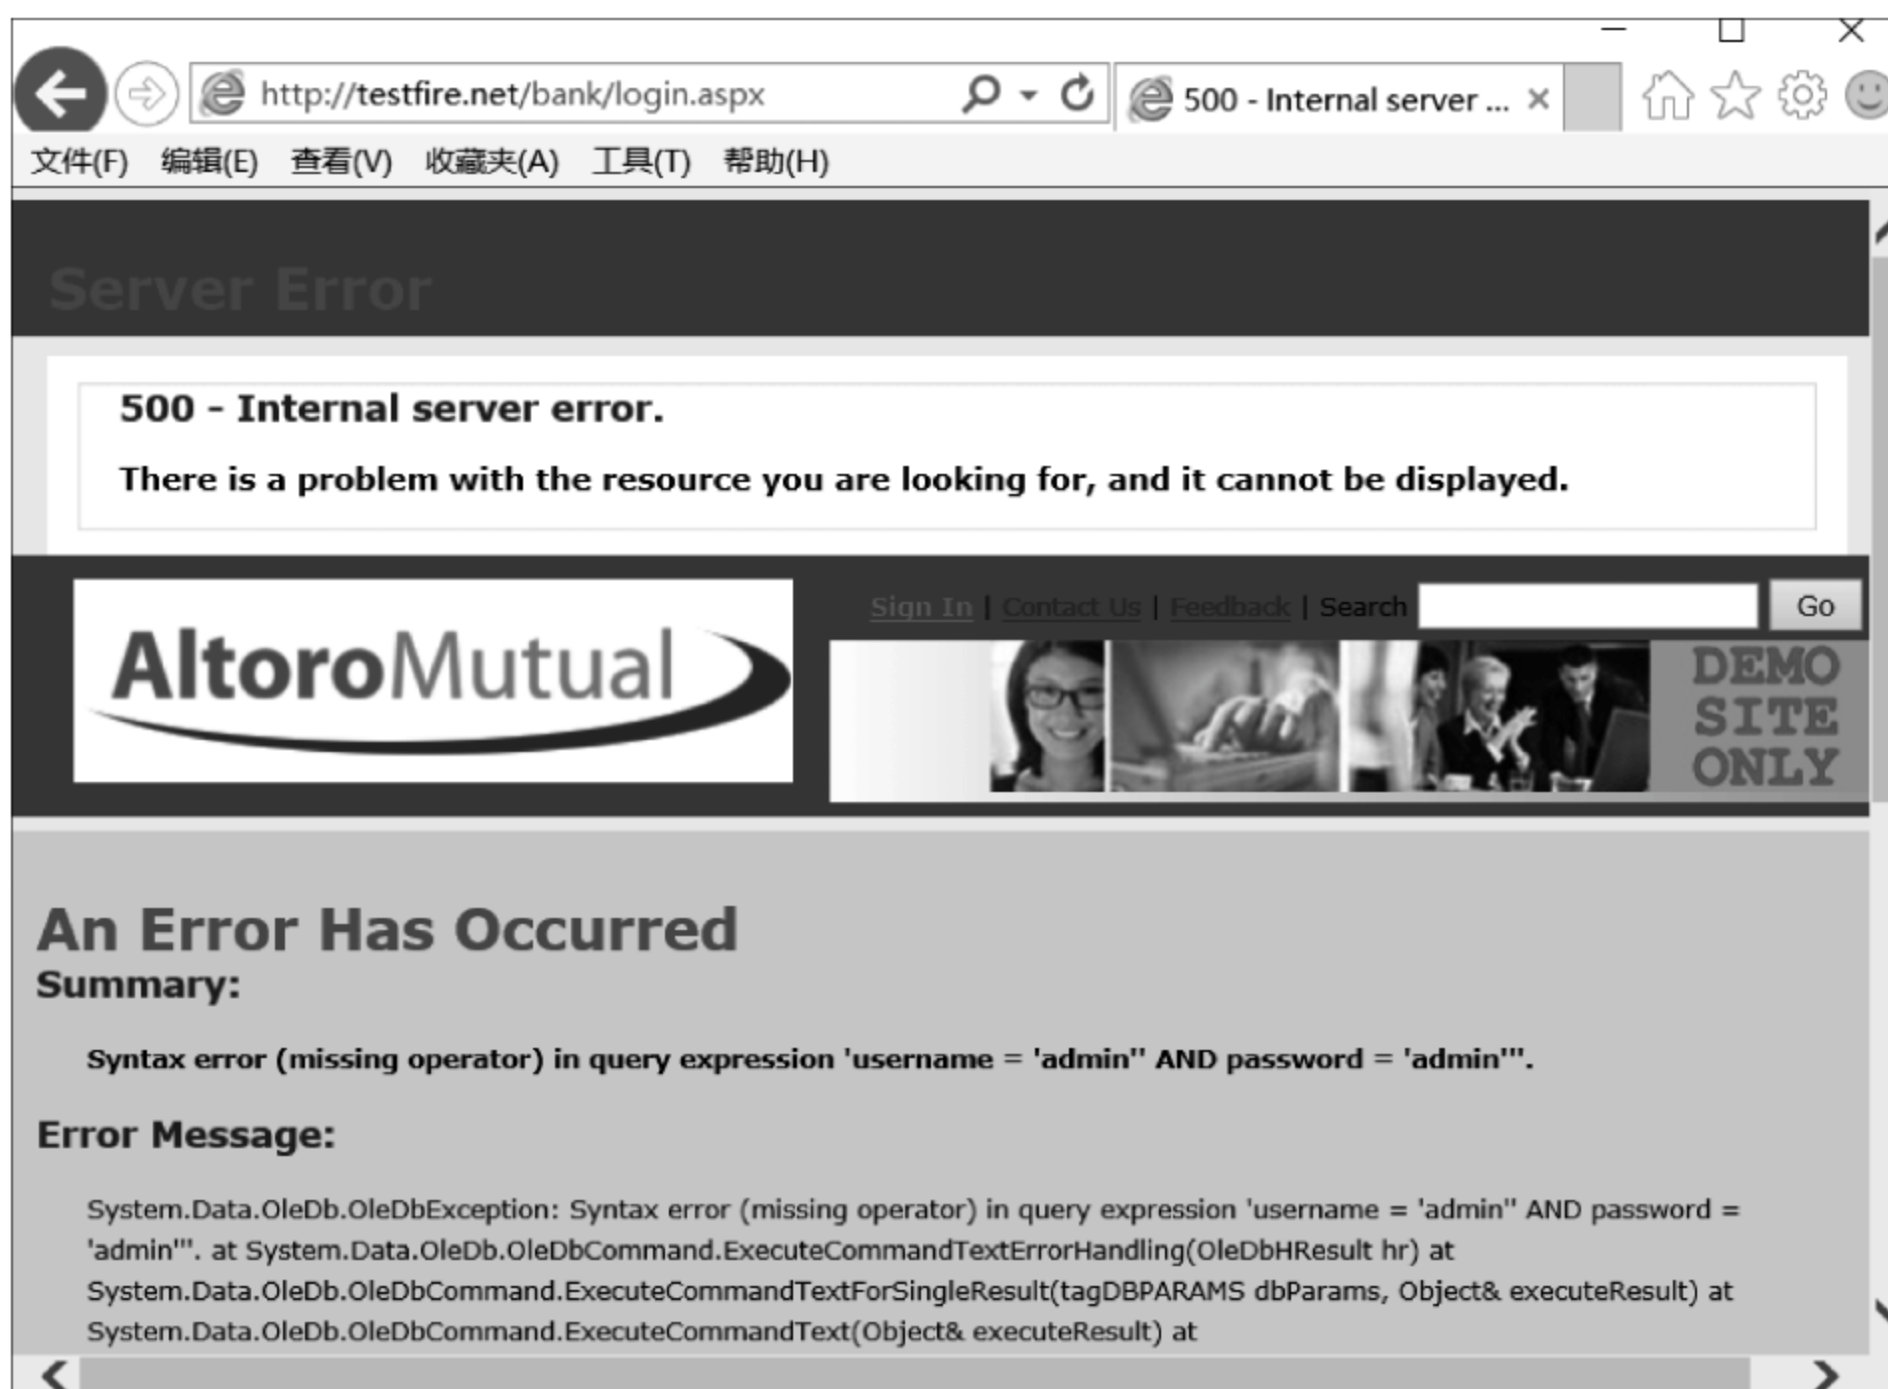 http://testfire.net/bank/login.aspx
500 - Internal server ...
文件(F) 编辑(E) 查看(V) 收藏夹(A) 工具(T) 帮助(H)
Server Error
500 - Internal server error.
There is a problem with the resource you are looking for, and it cannot be displayed.
Sign In | Contact Us | Feedback | Search
Go
AltoroMutual
DEMO
SITE
ONLY
An Error Has Occurred
Summary:
Syntax error (missing operator) in query expression 'username = 'admin'' AND password = 'admin''.
Error Message:
System.Data.OleDb.OleDbException: Syntax error (missing operator) in query expression 'username = 'admin'' AND password =
'admin''. at System.Data.OleDb.OleDbCommand.ExecuteCommandTextErrorHandling(OleDbHResult hr) at
System.Data.OleDb.OleDbCommand.ExecuteCommandTextForSingleResult(tagDBPARAMS dbParams, Object& executeResult) at
System.Data.OleDb.OleDbCommand.ExecuteCommandText(Object& executeResult) at